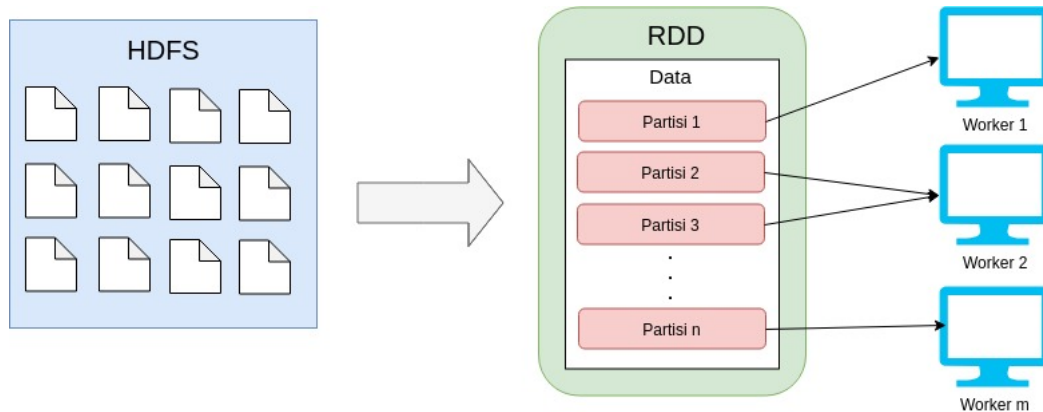 HDFS
RDD
Data
Partisi 1
Partisi 2
Partisi 3
.
.
.
Partisi n
Worker 1
Worker 2
Worker m